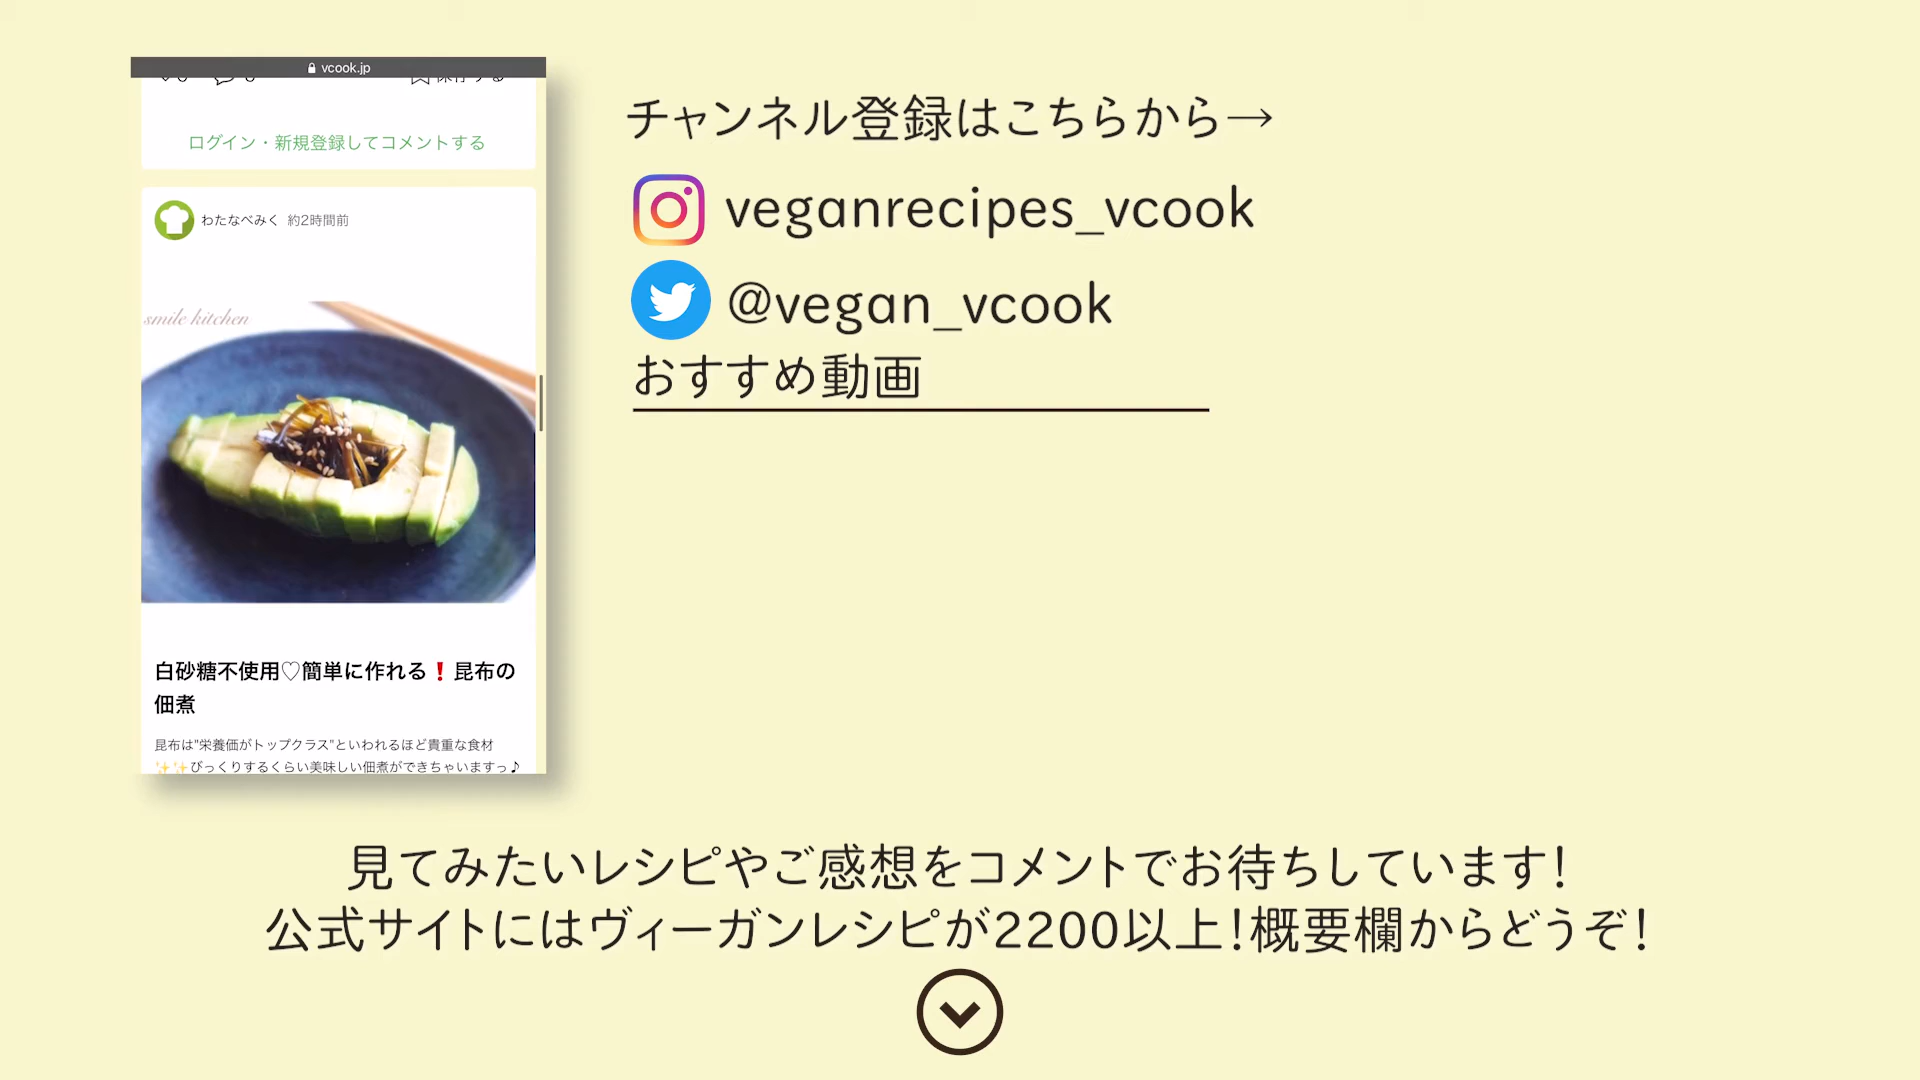 vcook.jp
ログイン・新規登録してコメントする
わたなべみく 約2時間前
smile kitchen
白砂糖不使用♡簡単に作れる❗昆布の
佃煮
昆布は"栄養価がトップクラス"といわれるほど貴重な食材
✨✨びっくりするくらい美味しい佃煮ができちゃいますっ♪
チャンネル登録はこちらから→
veganrecipes_vcook
@vegan_vcook
おすすめ動画
見てみたいレシピやご感想をコメントでお待ちしています!
公式サイトにはヴィーガンレシピが2200以上!概要欄からどうぞ!